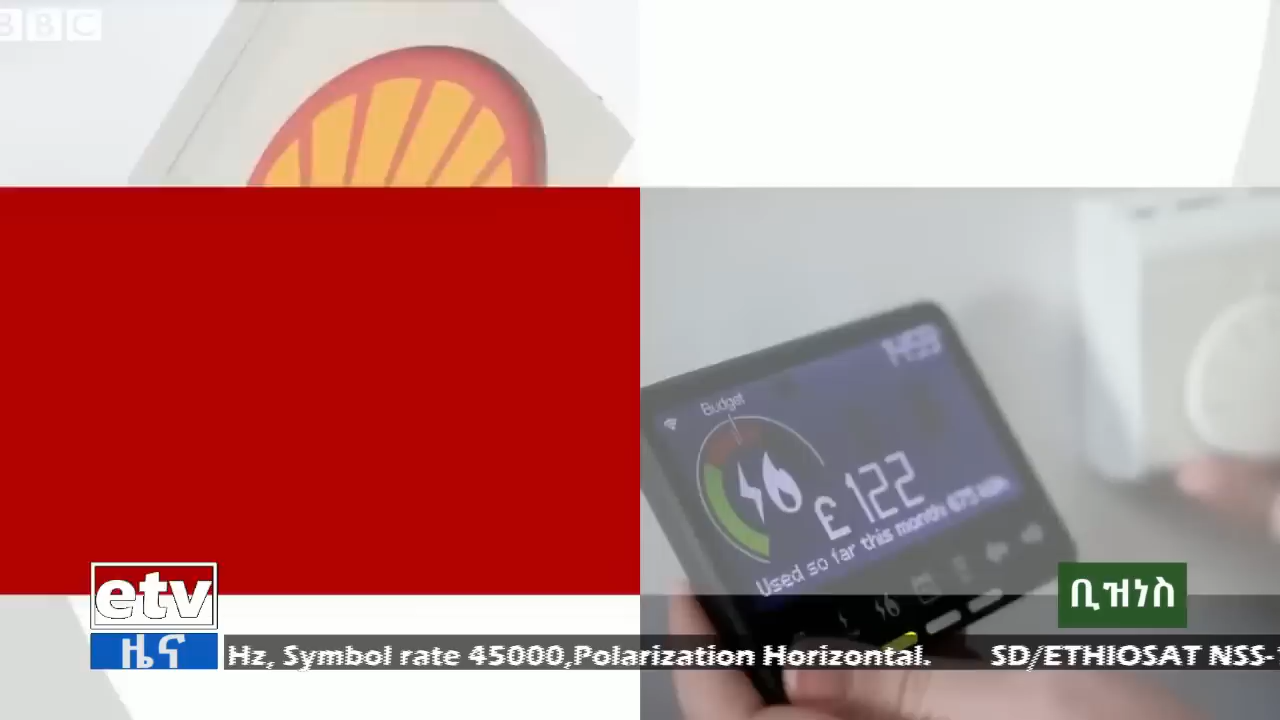 BBC
Budget
£122
Used so far this month
etv
ዜና
ቢዝነስ
Hz, Symbol rate 45000,Polarization Horizontal. SD/ETHIOSAT NSS-